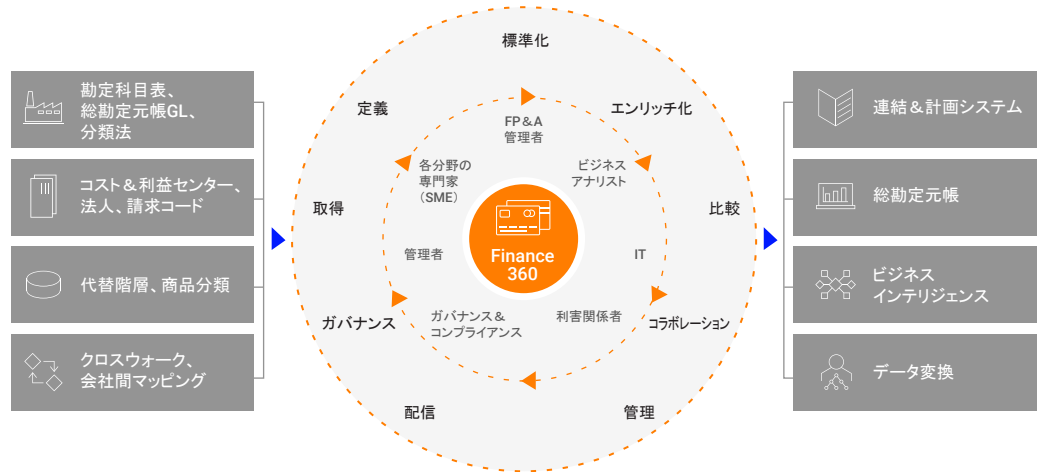 勘定科目表、
総勘定元帳GL、
分類法
コスト＆利益センター、
法人、請求コード
代替階層、商品分類
クロスウォーク、
会社間マッピング
標準化
定義
エンリッチ化
取得
比較
ガバナンス
コラボレーション
配信
管理
FP＆A
管理者
各分野の
専門家
（SME）
ビジネス
アナリスト
管理者
IT
ガバナンス＆
コンプライアンス
利害関係者
Finance
360
連結＆計画システム
総勘定元帳
ビジネス
インテリジェンス
データ変換